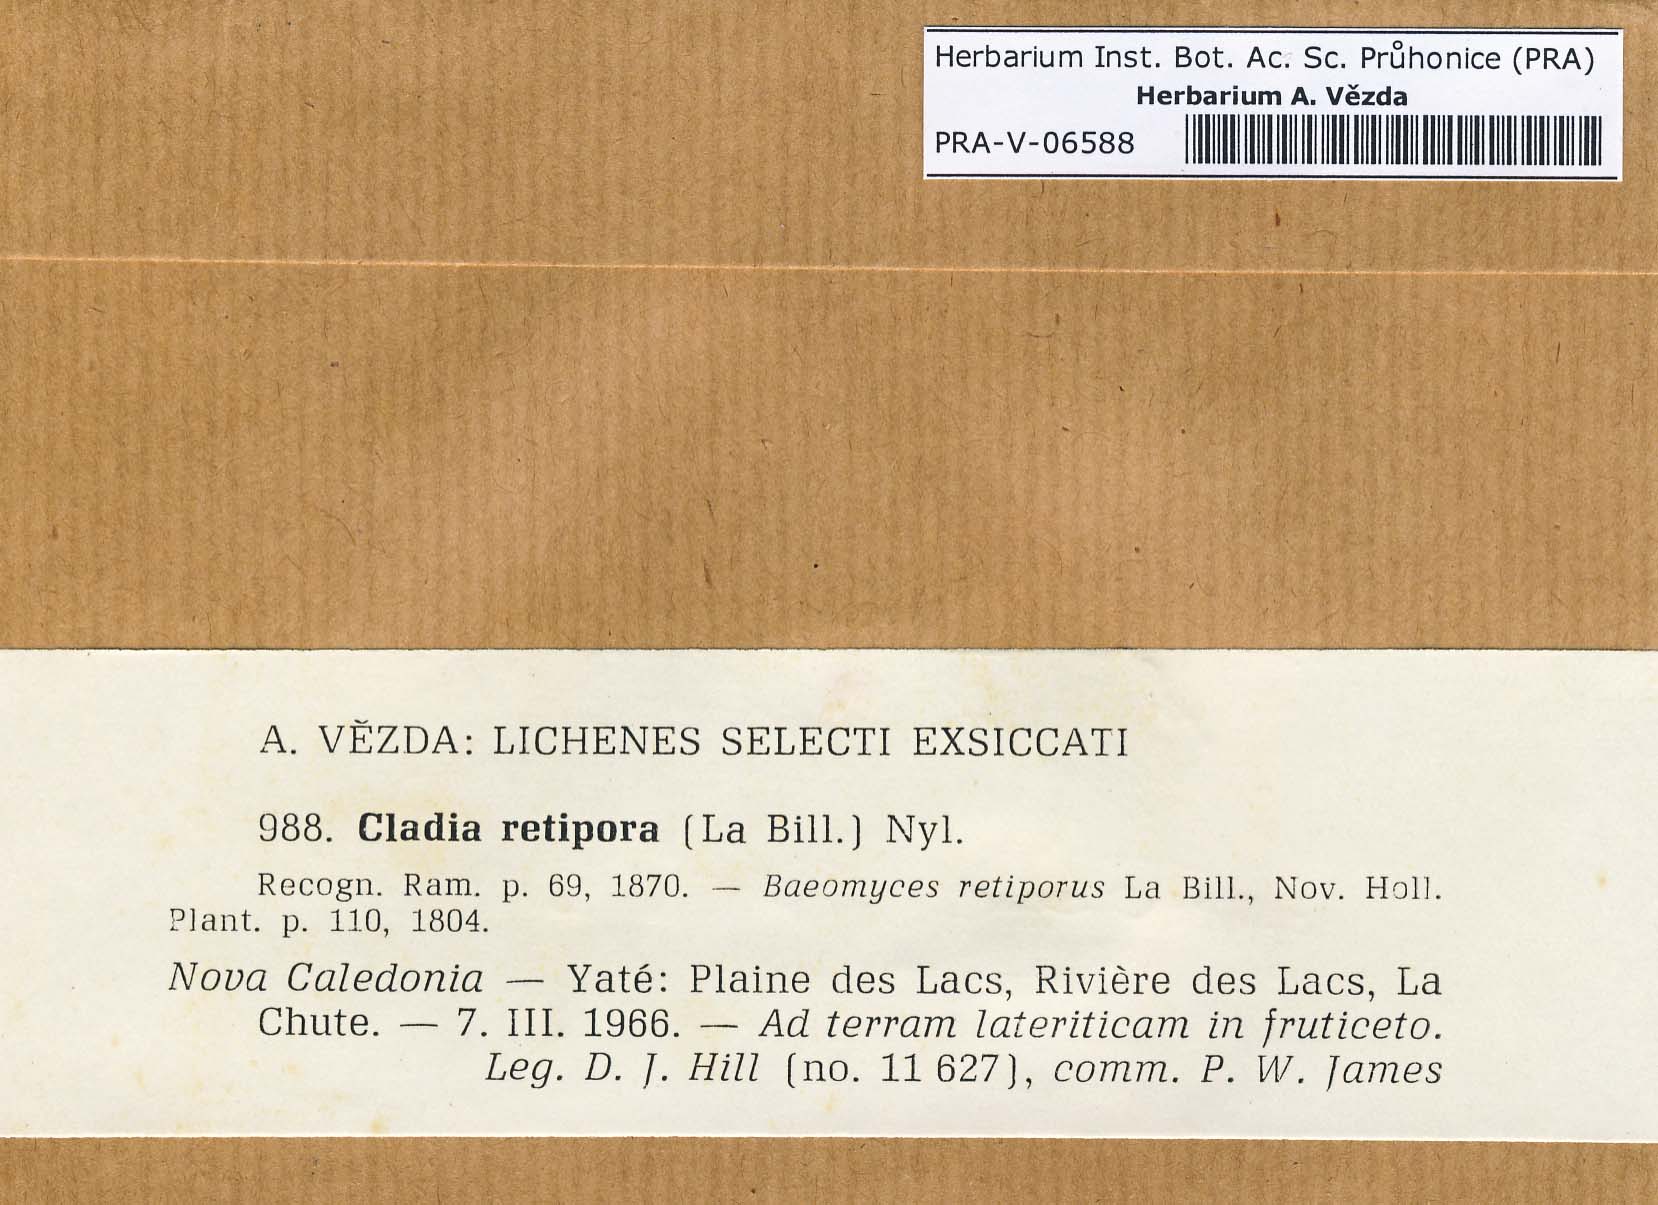 Herbarium Inst. Bot. Ac. Sc. Průhonice (PRA)
Herbarium A. Vězda
PRA-V-06588
A. VĚZDA: LICHENES SELECTI EXSICCATI
988. Cladia retipora (La Bill.) Nyl.
Recogn. Ram. p. 69, 1870. — Baeomyces retiporus La Bill., Nov. Holl.
Plant. p. 110, 1804.
Nova Caledonia — Yaté: Plaine des Lacs, Rivière des Lacs, La
Chute. — 7. III. 1966. — Ad terram lateriticam in fruticeto.
Leg. D. J. Hill (no. 11 627), comm. P. W. James